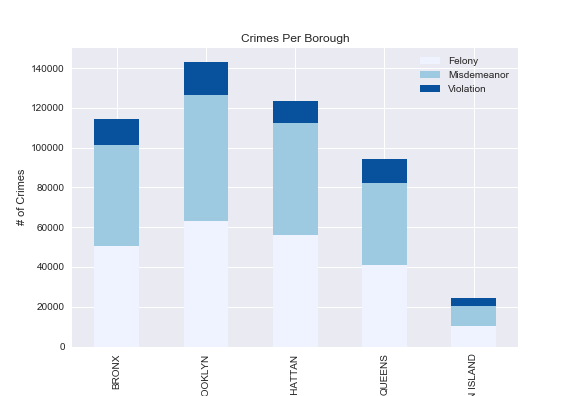 Crimes Per Borough
Felony
Misdemeanor
Violation
# of Crimes
140000
120000
100000
80000
60000
40000
20000
0
BRONX
OOKLYN
HATTAN
QUEENS
N ISLAND